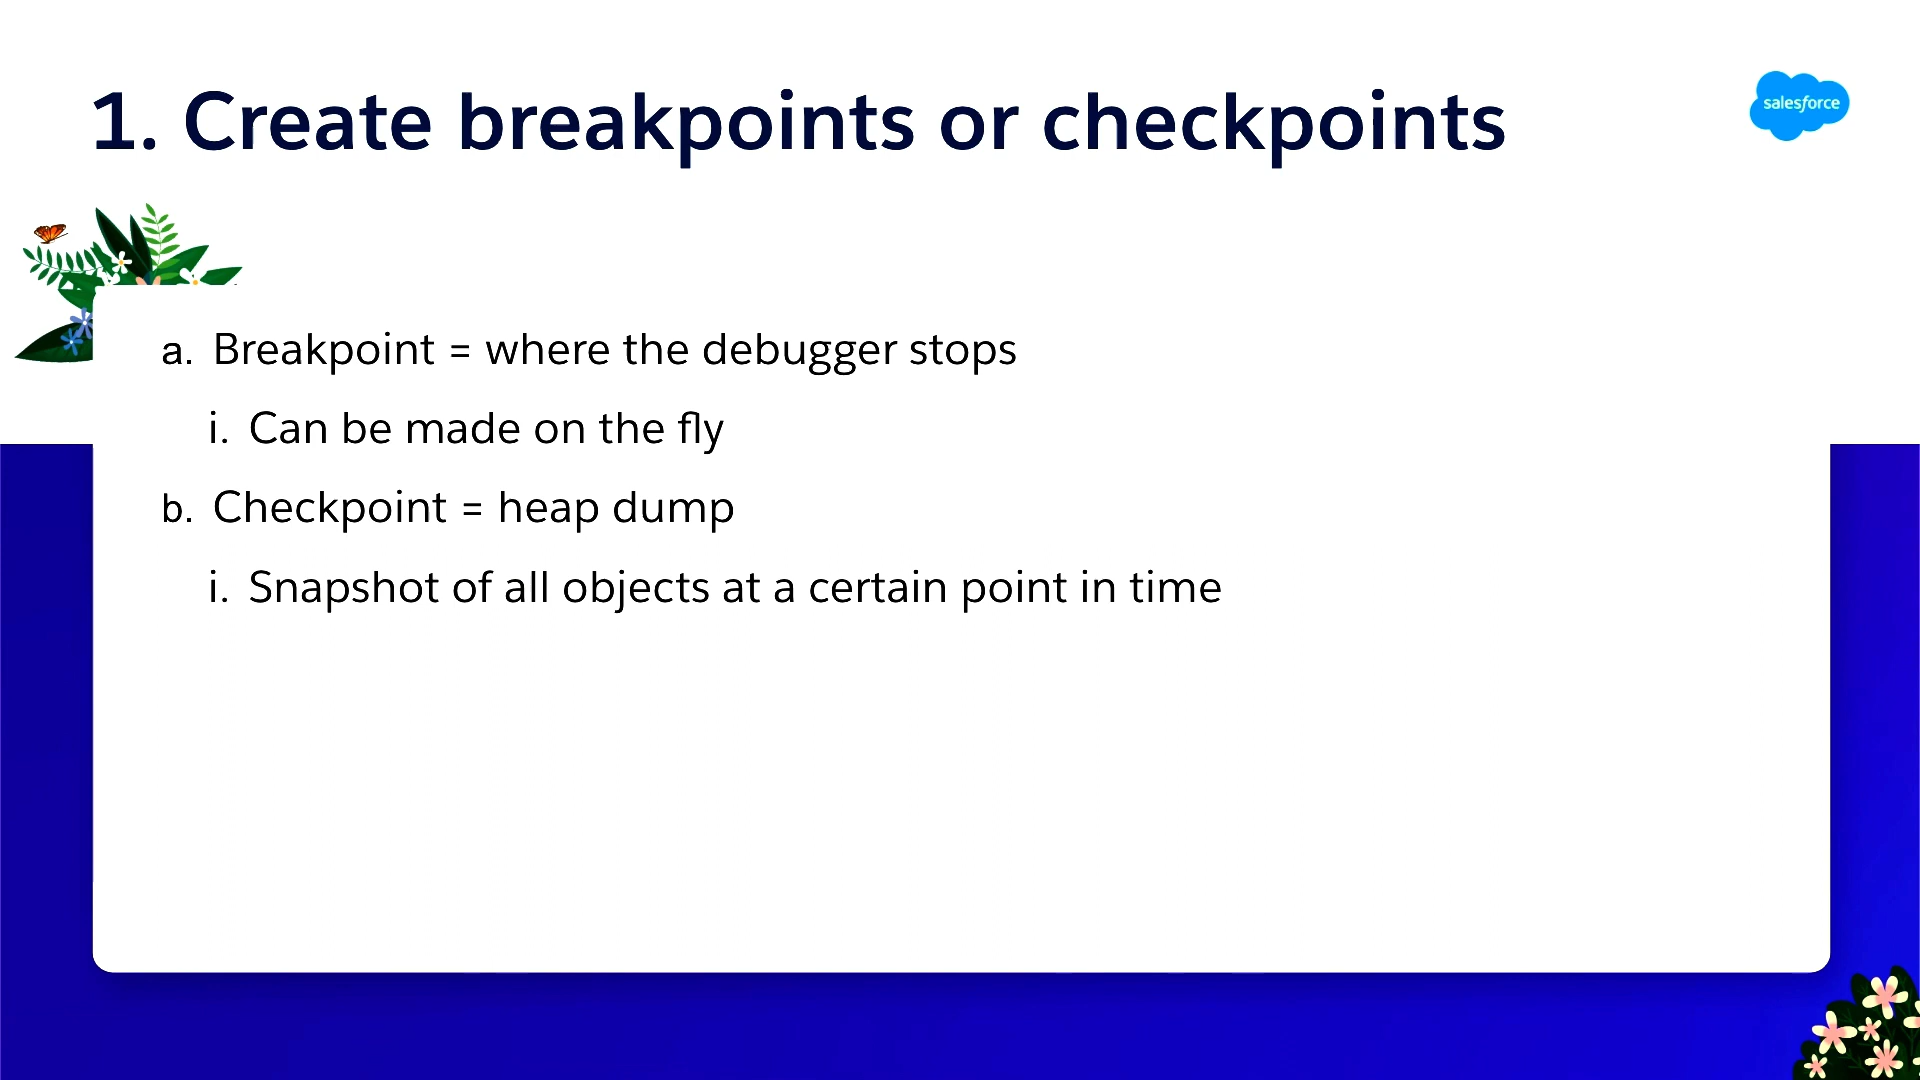 1. Create breakpoints or checkpoints
salesforce
a. Breakpoint = where the debugger stops
i. Can be made on the fly
b. Checkpoint = heap dump
i. Snapshot of all objects at a certain point in time